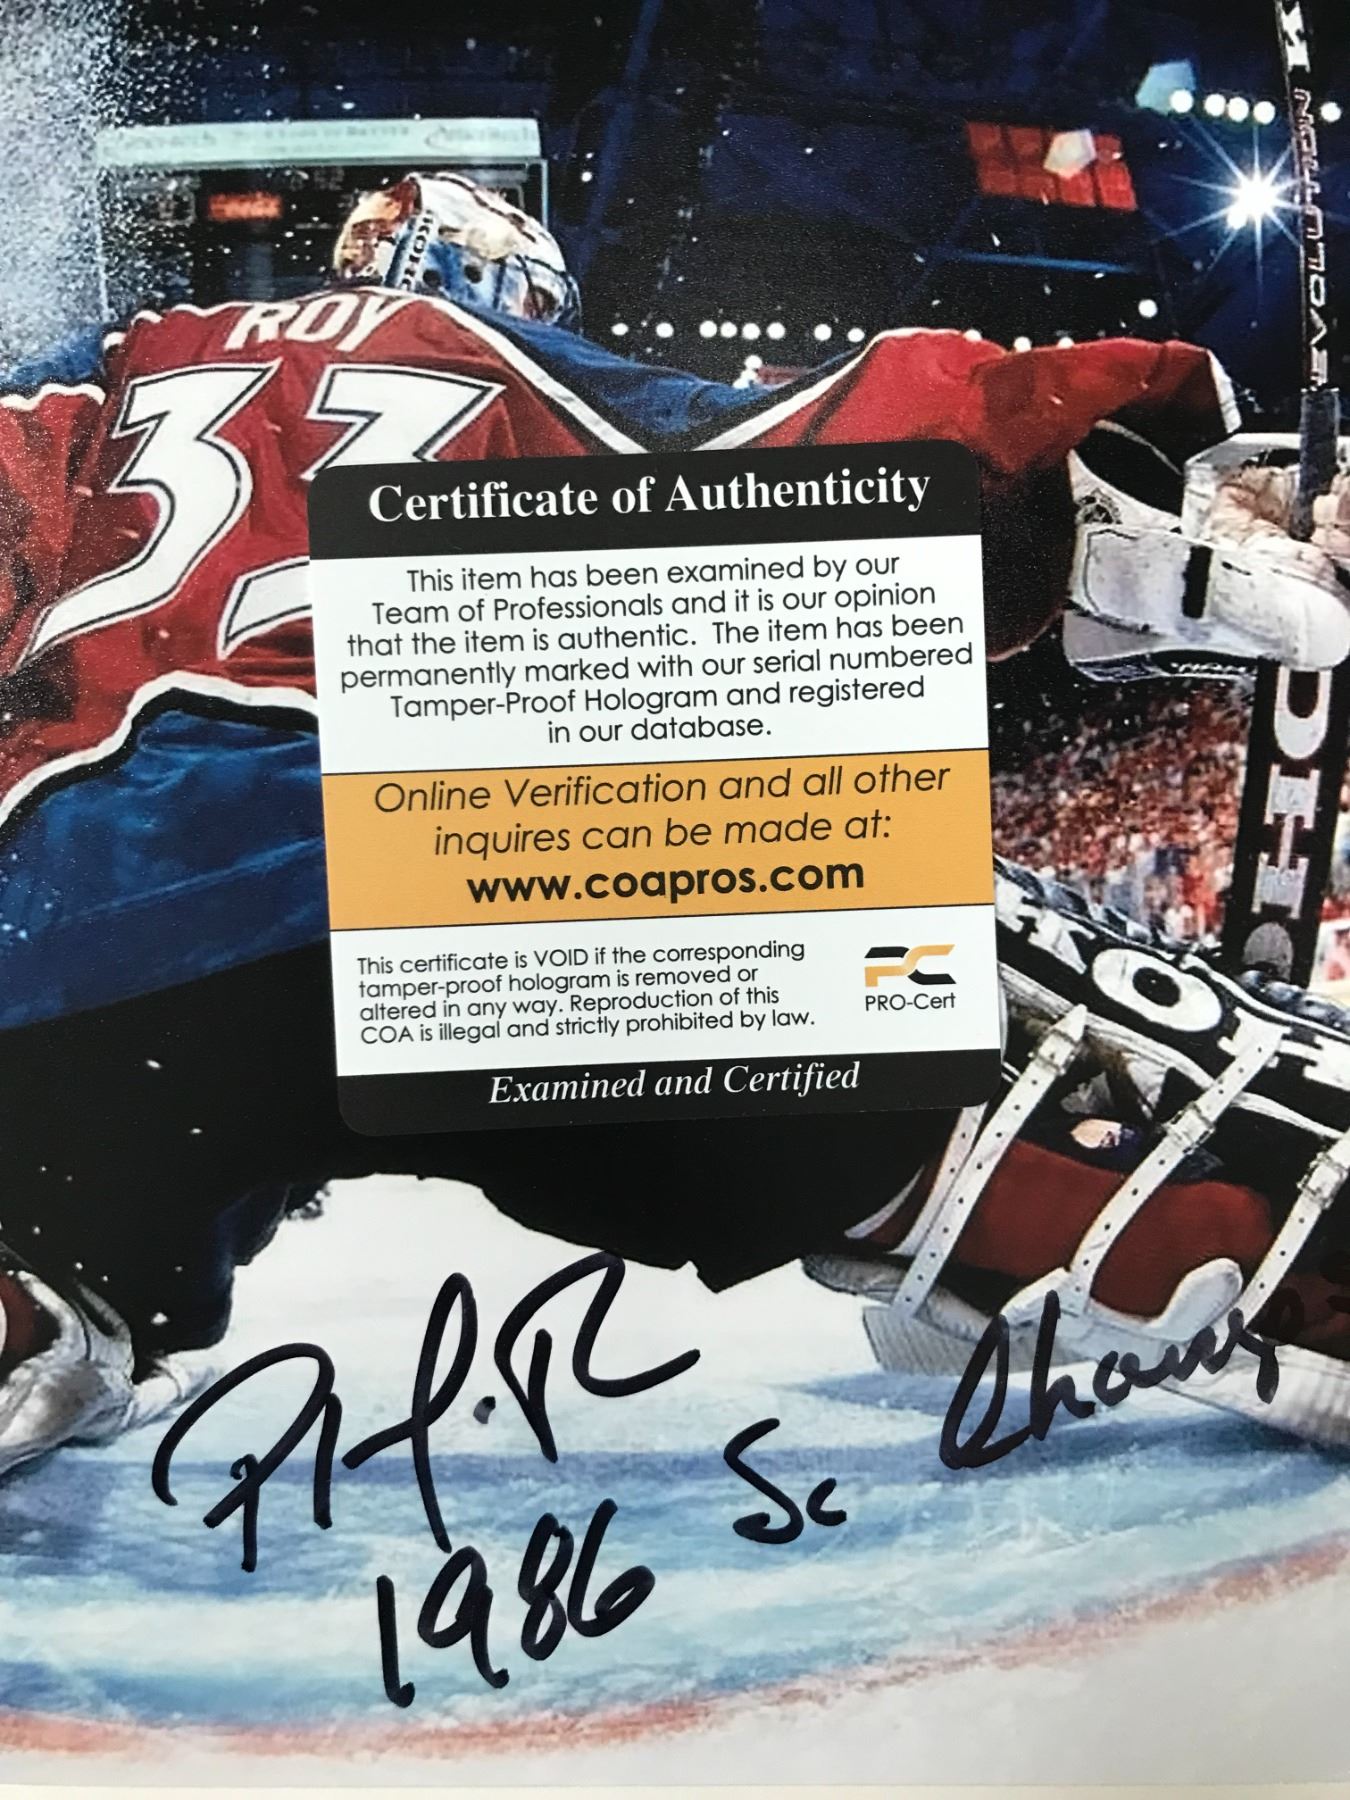 ROY
33
KOHO
Certificate of Authenticity
This item has been examined by our
Team of Professionals and it is our opinion
that the item is authentic. The item has been
permanently marked with our serial numbered
Tamper-Proof Hologram and registered
in our database.
Online Verification and all other
inquires can be made at:
www.coapros.com
This certificate is VOID if the corresponding
tamper-proof hologram is removed or
altered in any way. Reproduction of this
COA is illegal and strictly prohibited by law.
PC
PRO-Cert
Examined and Certified
1986 Sc Champs